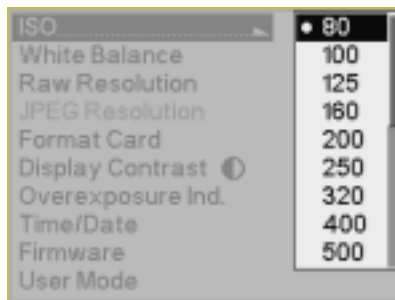 ISO
White Balance
Raw Resolution
JPEG Resolution
Format Card
Display Contrast
Overexposure Ind.
Time/Date
Firmware
User Mode
80
100
125
160
200
250
320
400
500